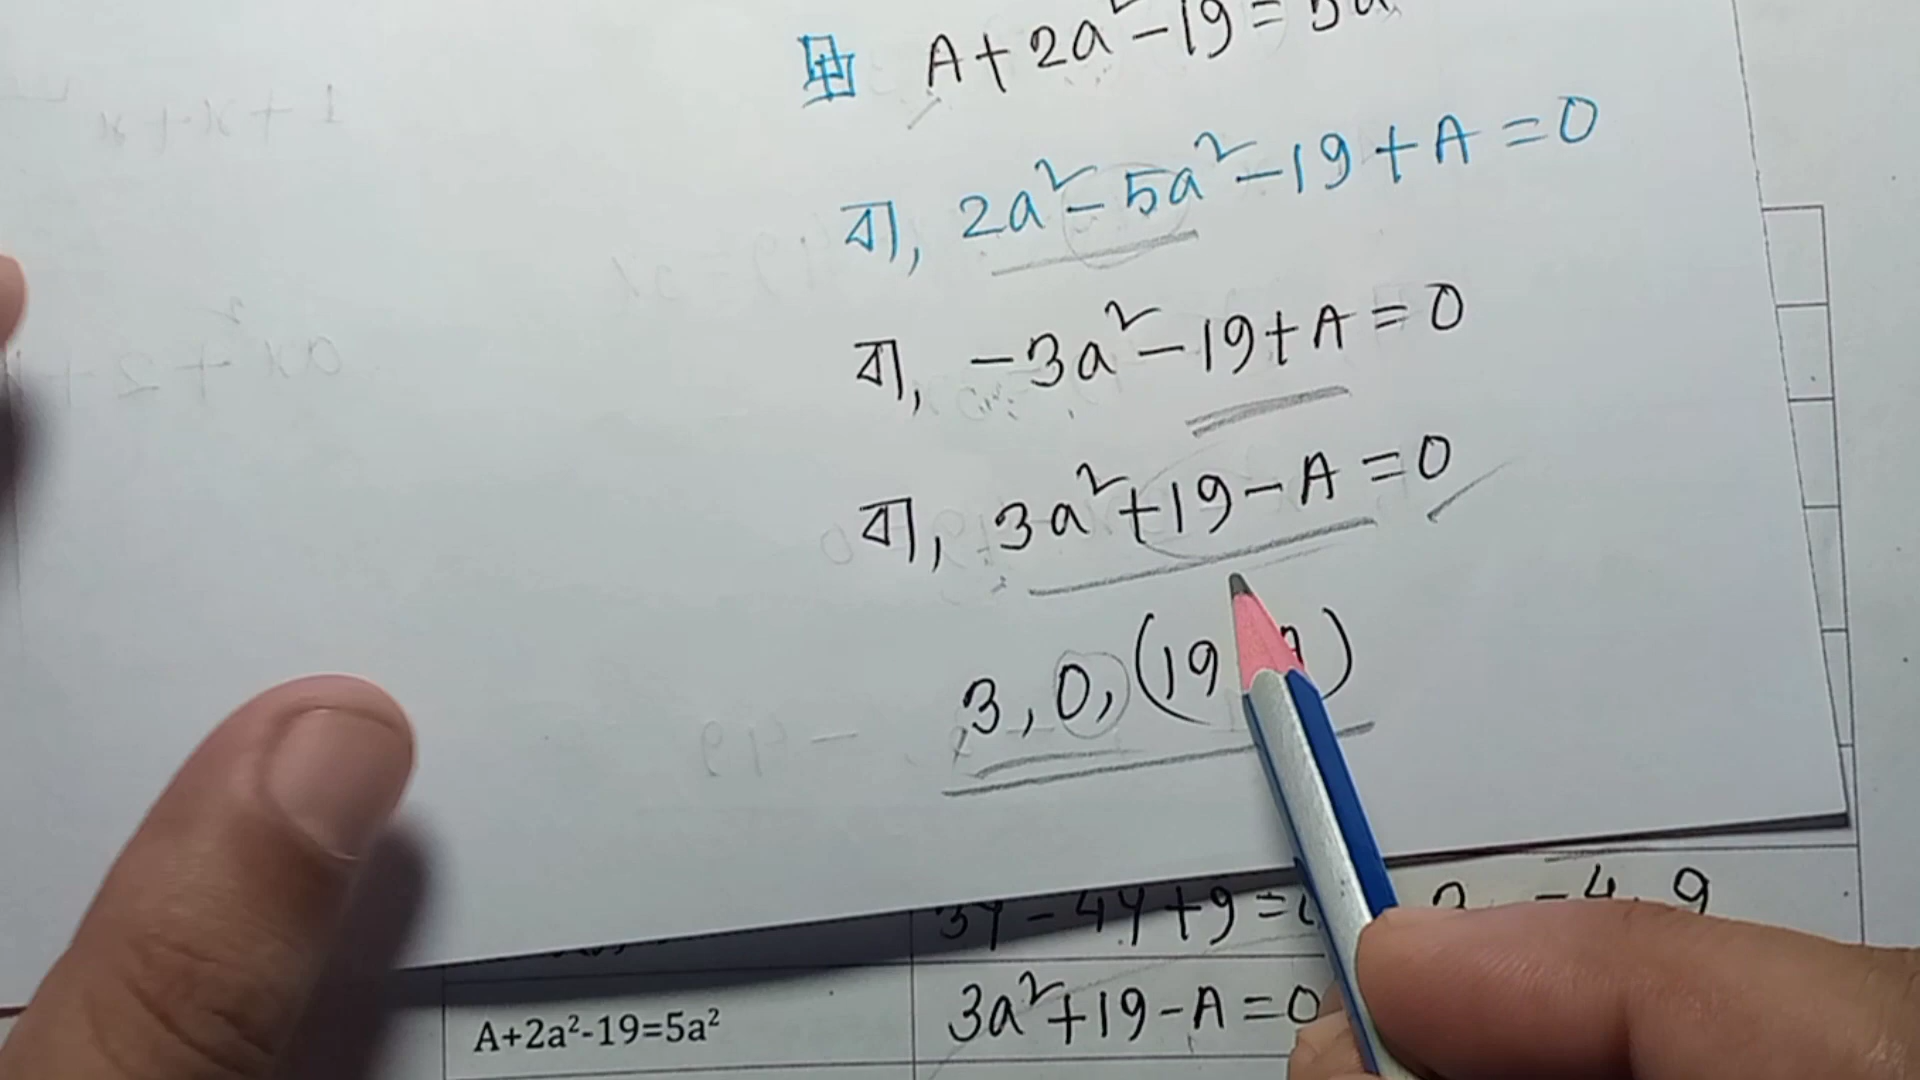 A+2a²-19=5a
বা, 2a²-5a²-19+A=0
বা, -3a²-19+A=0
বা, 3a²+19-A=0
3, 0, (19
3y-4y+9=
-4, 9
A+2a²-19=5a²
3a²+19-A=0